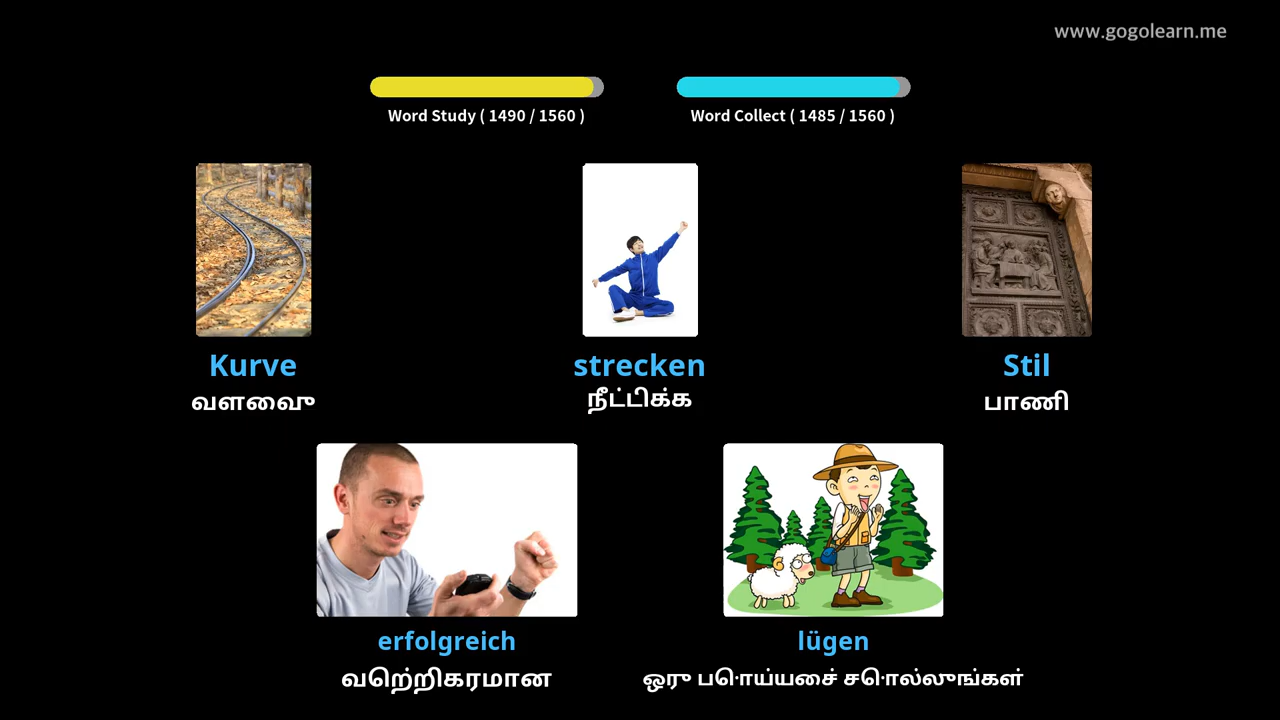 www.gogolearn.me
Word Study ( 1490 / 1560 )
Word Collect ( 1485 / 1560 )
Kurve
strecken
Stil
வளைவு
நீட்டிக்க
பாணி
erfolgreich
lügen
வெற்றிகரமான
ஒரு பொய்யைச் சொல்லுங்கள்